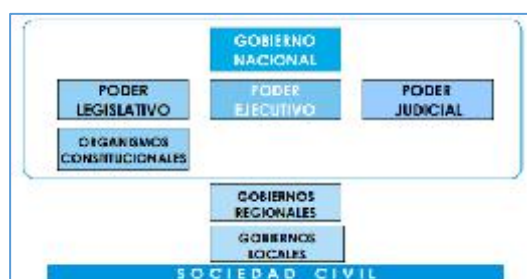 GOBIERNO
NACIONAL
PODER
LEGISLATIVO
PODER
EJECUTIVO
PODER
JUDICIAL
ORGANISMOS
CONSTITUCIONALES
GOBIERNOS
REGIONALES
GOBIERNOS
LOCALES
SOCIEDAD CIVIL